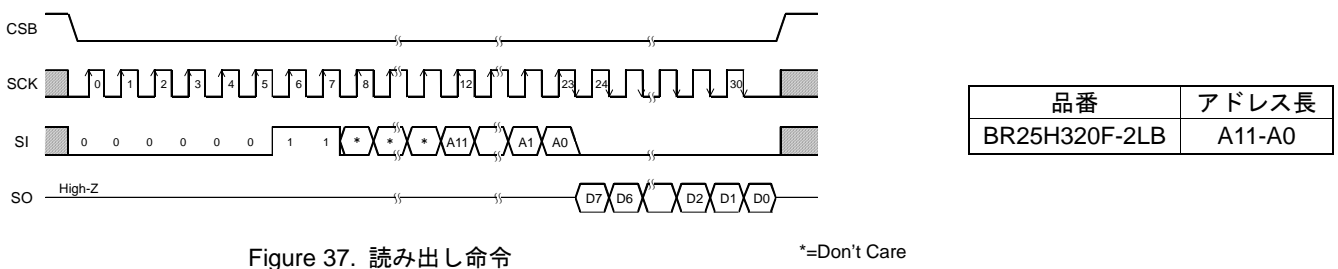 CSB
SCK 0 1 2 3 4 5 6 7 8 12 23 24 30
SI 0 0 0 0 0 0 1 1 * * * A11 A1 A0
SO High-Z D7 D6 D2 D1 D0
Figure 37. 読み出し命令
*=Don't Care
品番 アドレス長
BR25H320F-2LB A11-A0